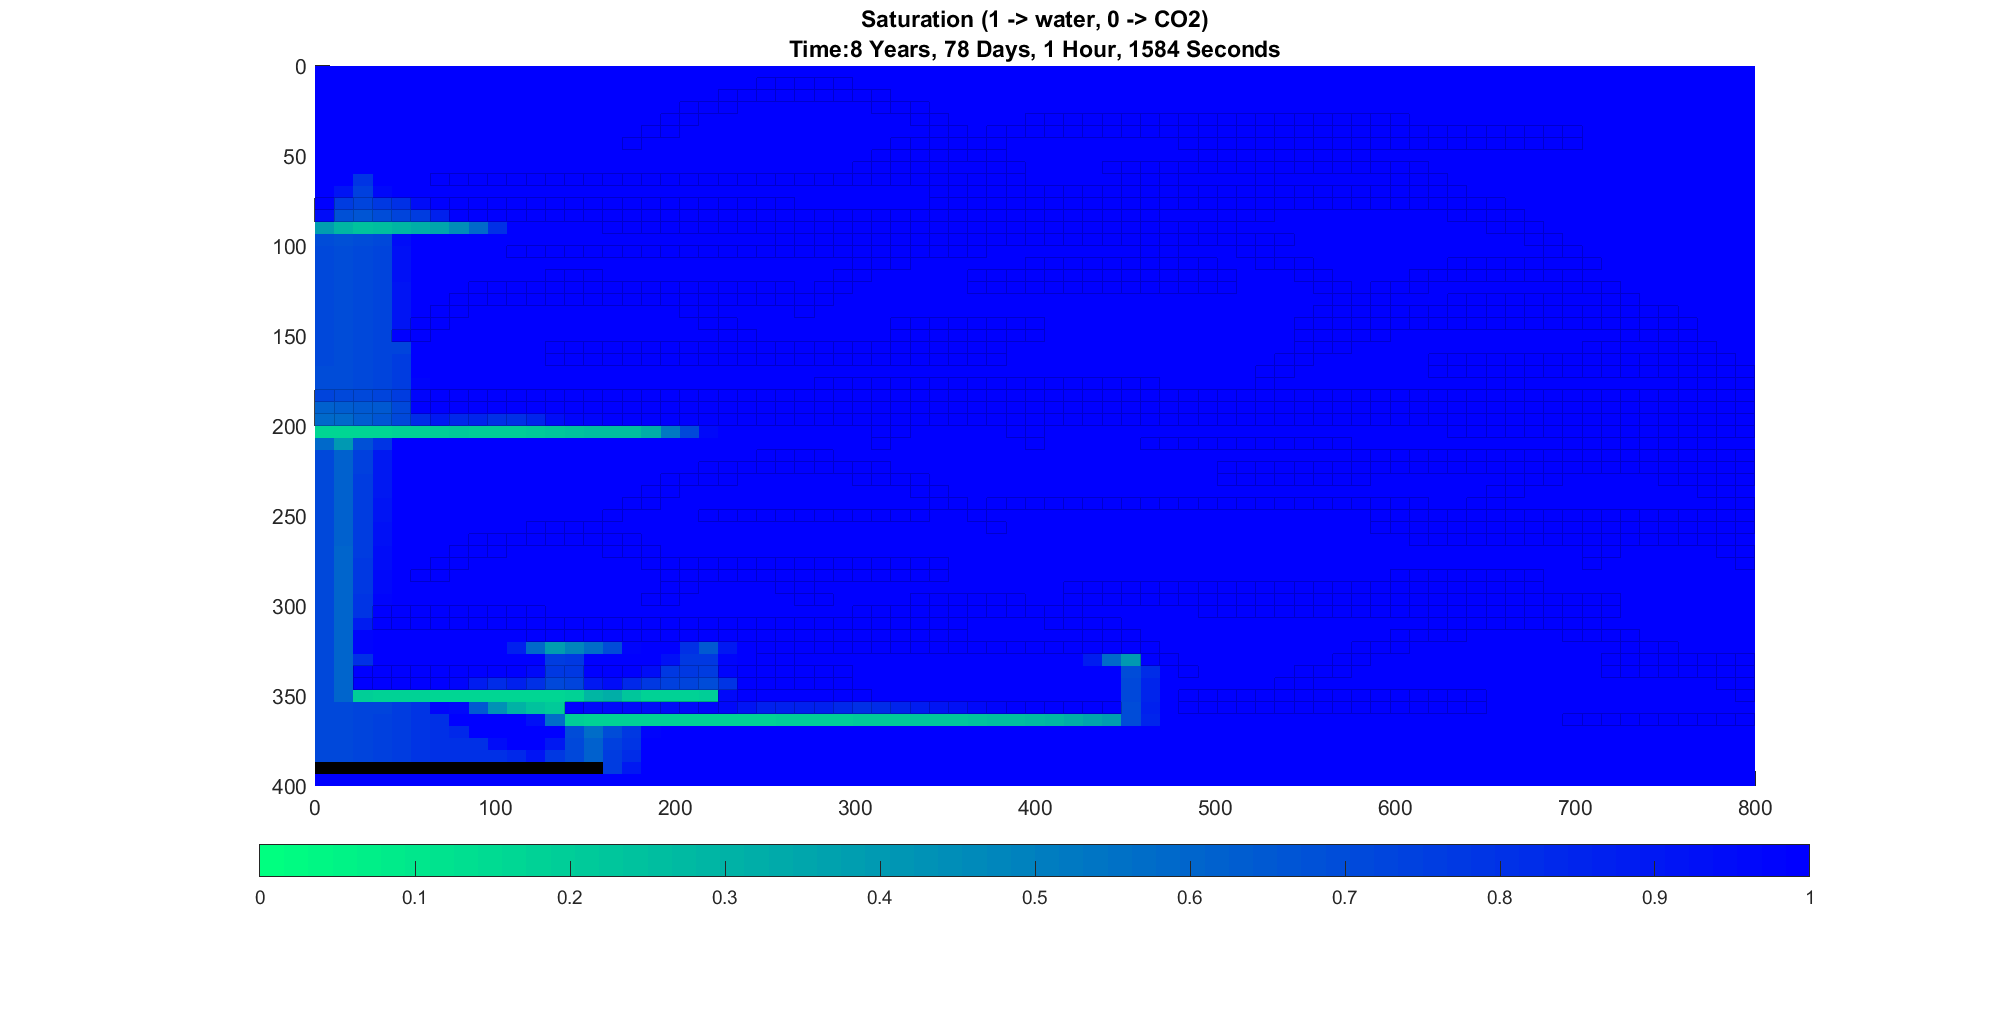 Saturation (1 -> water, 0 -> CO2)
Time:8 Years, 78 Days, 1 Hour, 1584 Seconds
0
50
100
150
200
250
300
350
400
0 100 200 300 400 500 600 700 800
0 0.1 0.2 0.3 0.4 0.5 0.6 0.7 0.8 0.9 1